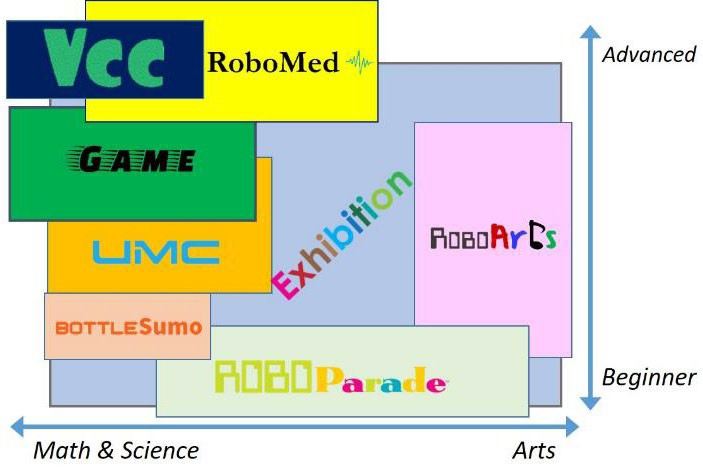 Vcc
RoboMed
Advanced
GAME
Exhibition
ROBOArts
UMC
BOTTLESumo
ROBOParade
Beginner
Math & Science
Arts